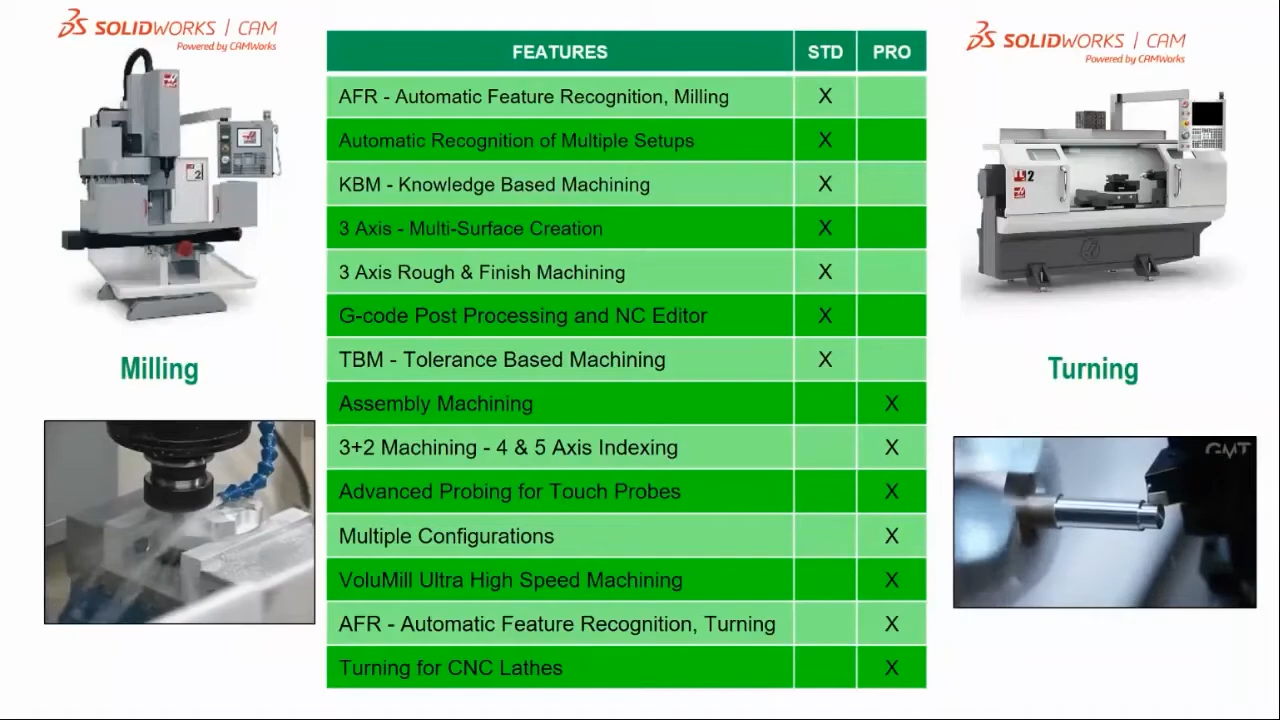 SOLIDWORKS | CAM
Powered by CAMWorks
FEATURES STD PRO
AFR - Automatic Feature Recognition, Milling X
Automatic Recognition of Multiple Setups X
KBM - Knowledge Based Machining X
3 Axis - Multi-Surface Creation X
3 Axis Rough & Finish Machining X
G-code Post Processing and NC Editor X
TBM - Tolerance Based Machining X
Assembly Machining X
3+2 Machining - 4 & 5 Axis Indexing X
Advanced Probing for Touch Probes X
Multiple Configurations X
VoluMill Ultra High Speed Machining X
AFR - Automatic Feature Recognition, Turning X
Turning for CNC Lathes X
Milling
SOLIDWORKS | CAM
Powered by CAMWorks
Turning
GMT